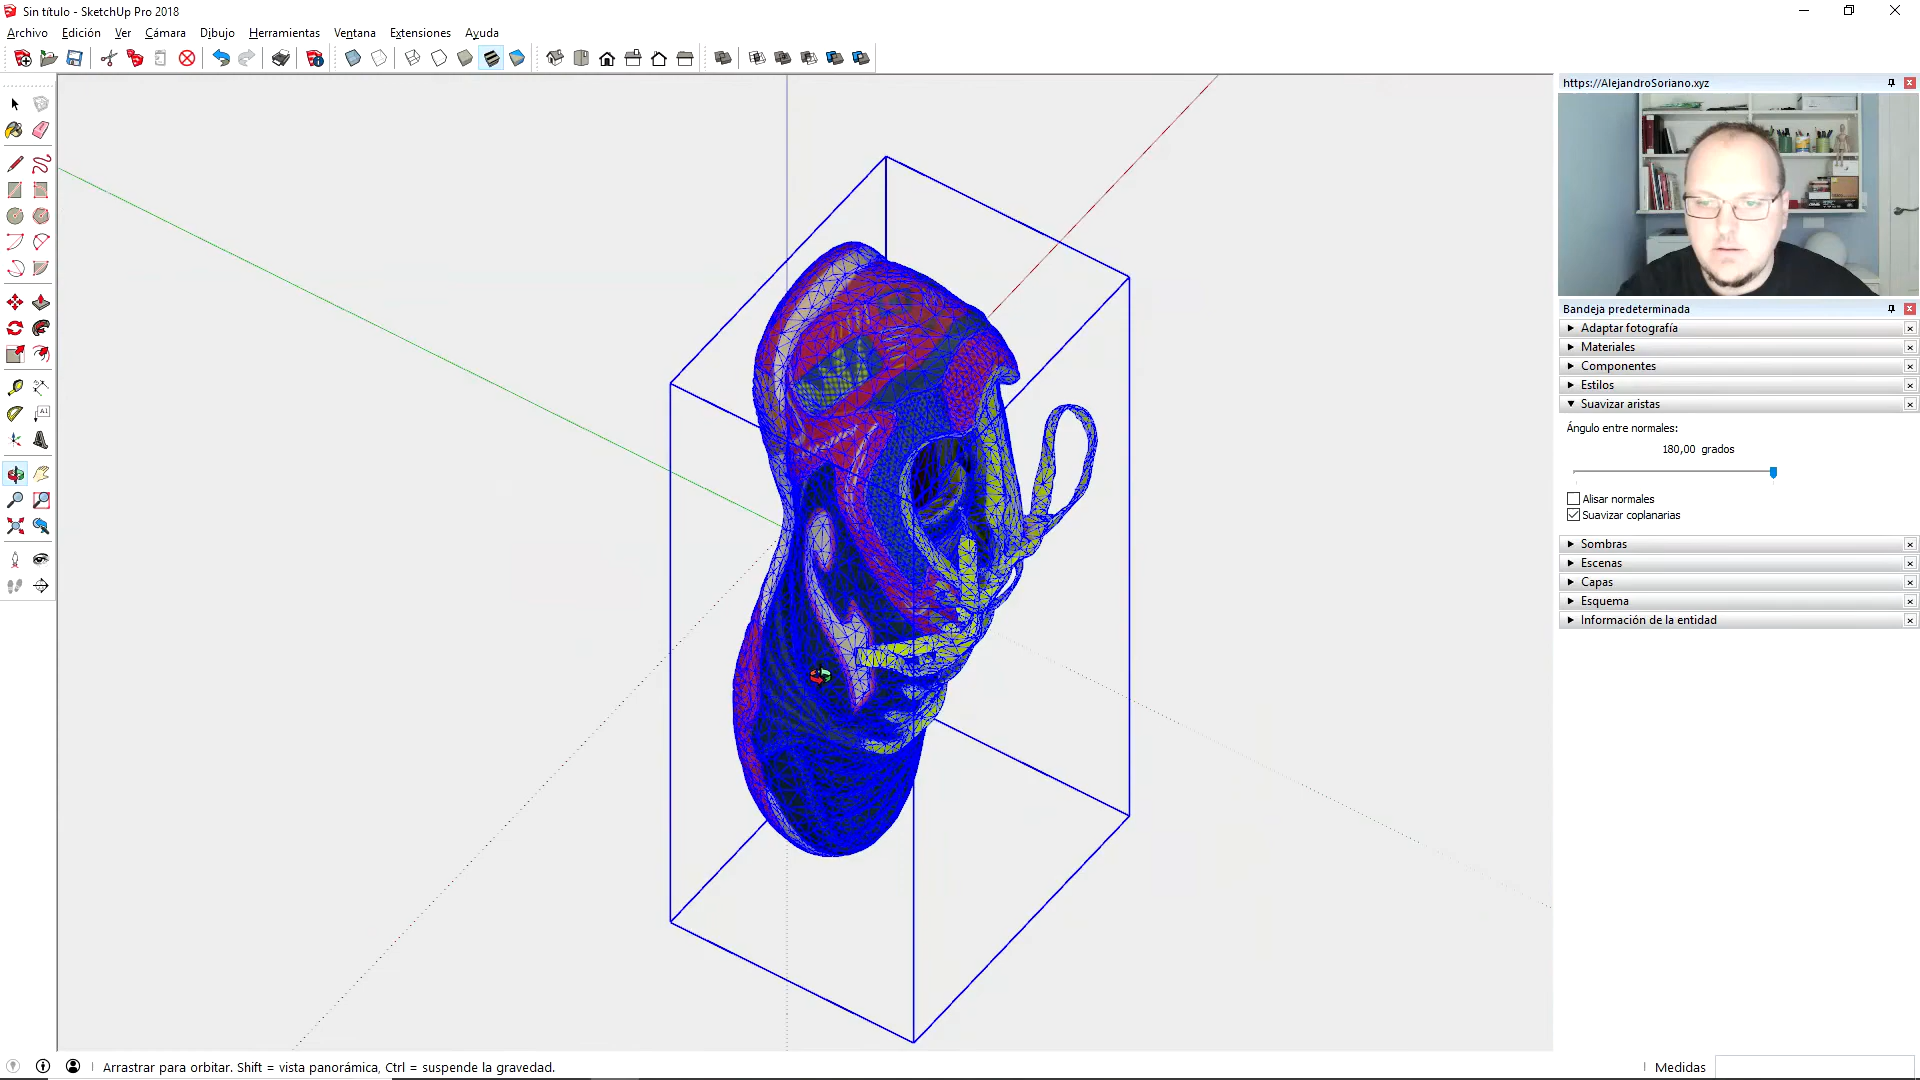 Sin título - SketchUp Pro 2018
Archivo Edición Ver Cámara Dibujo Herramientas Ventana Extensiones Ayuda
https://AlejandroSoriano.xyz
Bandeja predeterminada
Adaptar fotografía
Materiales
Componentes
Estilos
Suavizar aristas
Ángulo entre normales:
180,00 grados
Alisar normales
Suavizar coplanarias
Sombras
Escenas
Capas
Esquema
Información de la entidad
Arrastrar para orbitar. Shift = vista panorámica, Ctrl = suspende la gravedad.
Medidas